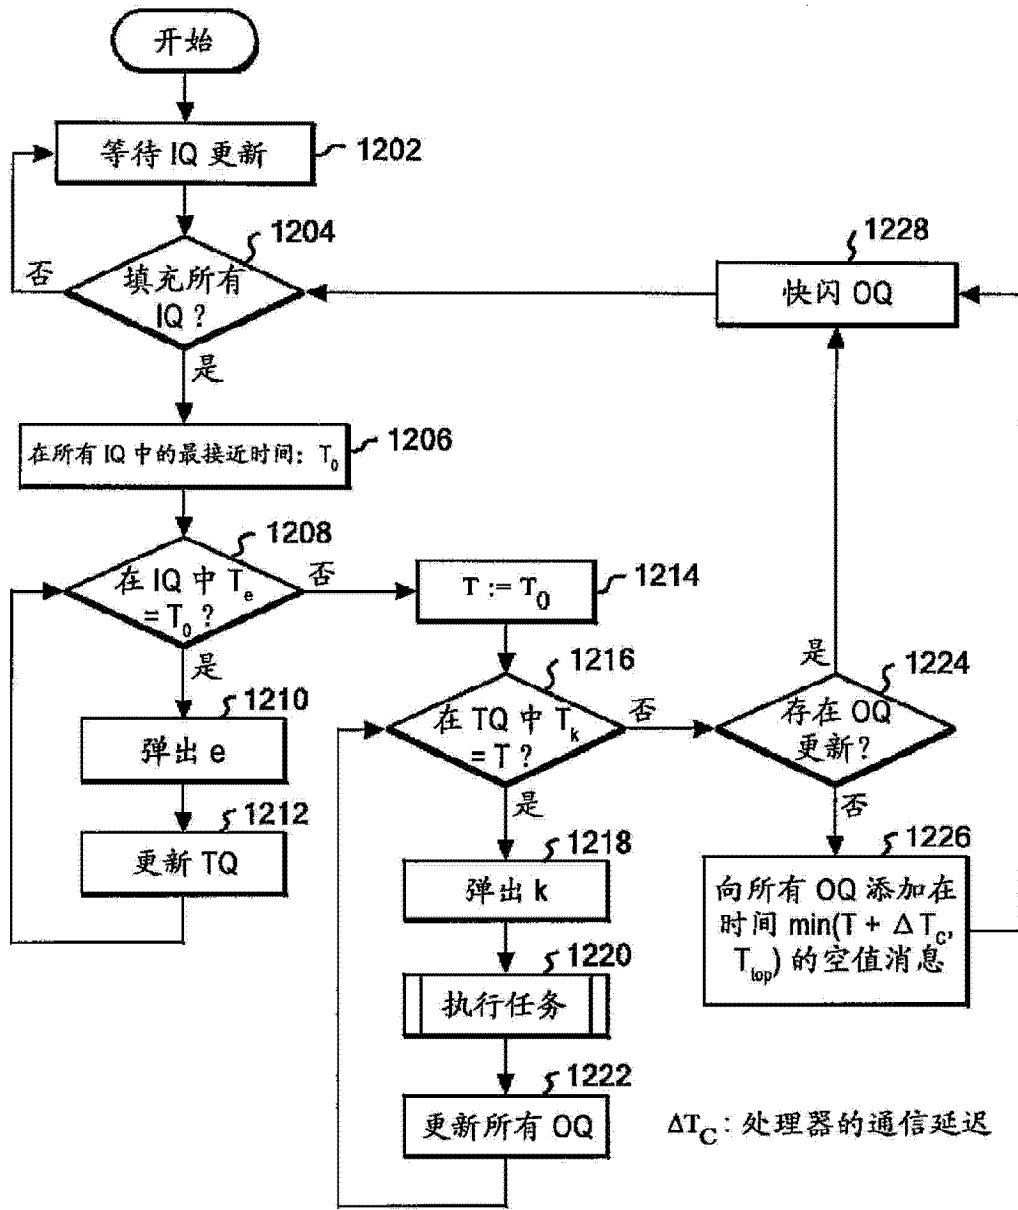 开始
等待 IQ 更新
1202
1204
填充所有
IQ？
否
是
1228
快闪 OQ
在所有 IQ 中的最接近时间：T₀
1206
1208
在 IQ 中 Tₑ
= T₀？
否
是
1210
弹出 e
1212
更新 TQ
T := T₀
1214
1216
在 TQ 中 Tₖ
= T？
否
是
1218
弹出 k
1220
执行任务
1222
更新所有 OQ
1224
存在 OQ
更新？
是
否
1226
向所有 OQ 添加在
时间 min(T + ΔT_C,
T_top) 的空值消息
ΔT_C：处理器的通信延迟